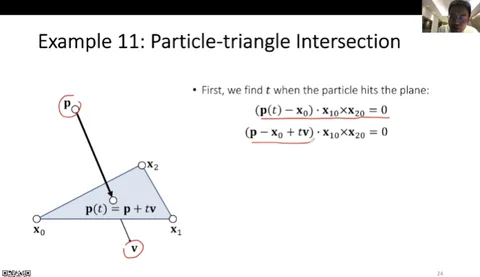 Example 11: Particle-triangle Intersection
• First, we find t when the particle hits the plane:
(p(t) − x₀) · x₁₀×x₂₀ = 0
(p − x₀ + tv) · x₁₀×x₂₀ = 0
p
x₂
p(t) = p + tv
x₀
x₁
v
24